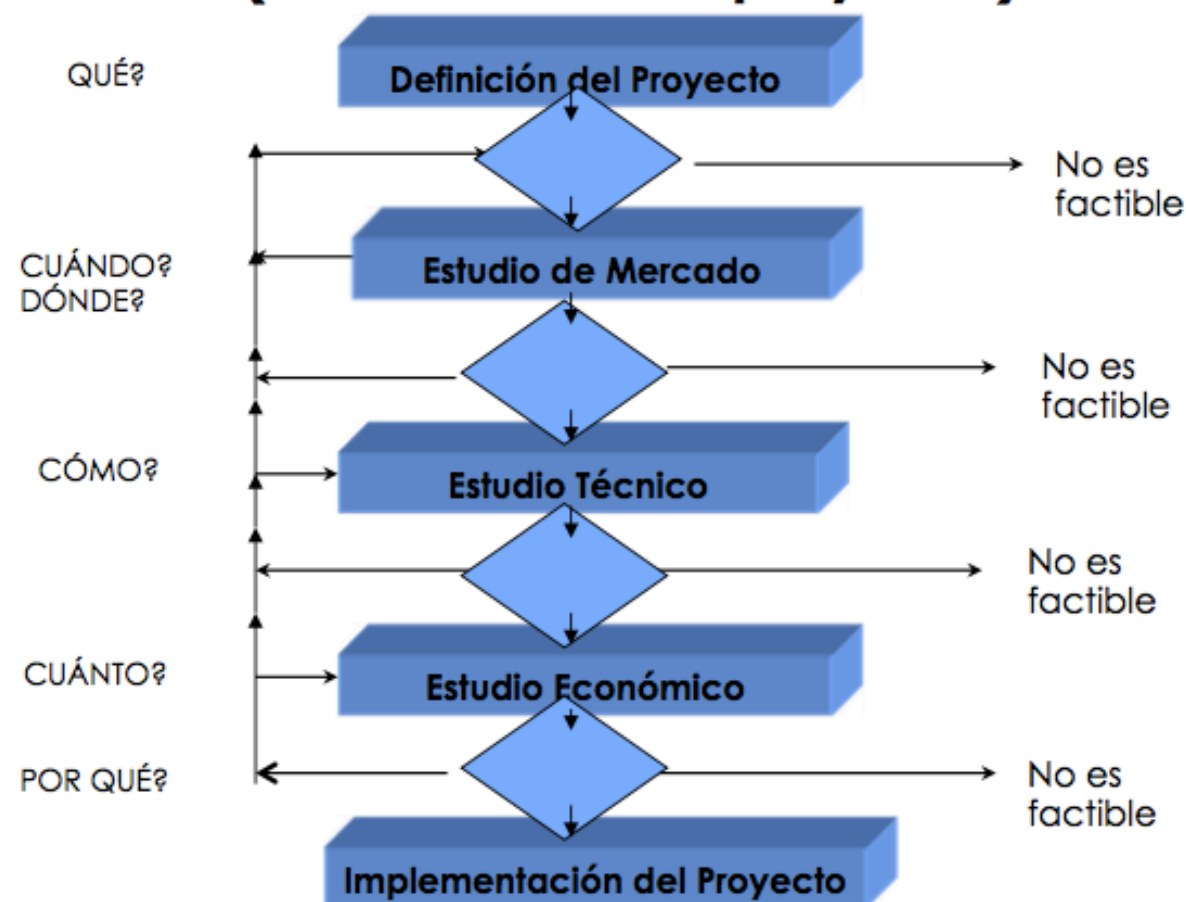 QUÉ?
Definición del Proyecto
No es
factible
CUÁNDO?
DÓNDE?
Estudio de Mercado
No es
factible
CÓMO?
Estudio Técnico
No es
factible
CUÁNTO?
Estudio Económico
POR QUÉ?
No es
factible
Implementación del Proyecto